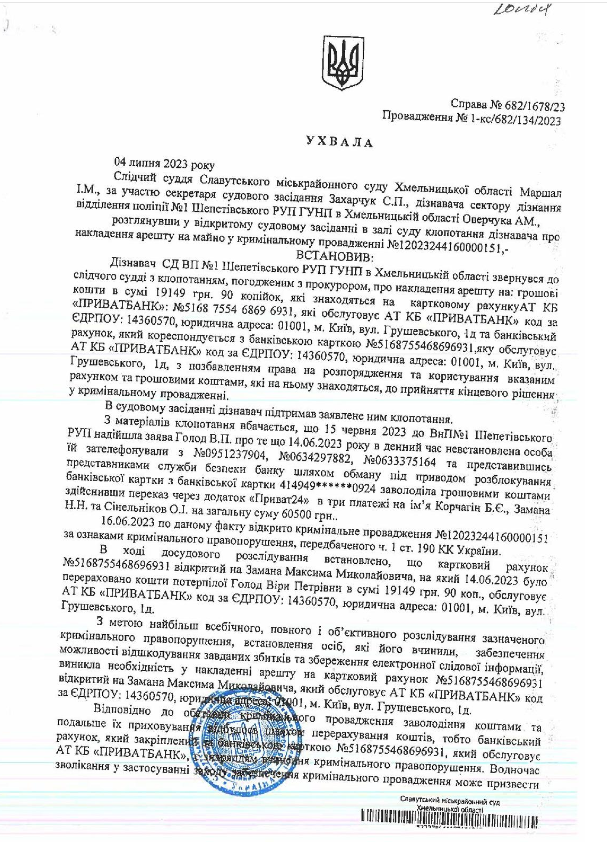 Справа № 682/1678/23
Провадження № 1-кс/682/134/2023
У Х В А Л А
04 липня 2023 року
Слідчий суддя Славутського міськрайонного суду Хмельницької області Маршал
І.М., за участю секретаря судового засідання Захарчук С.П., дізнавача сектору дізнання
відділення поліції №1 Шепетівського РУП ГУНП в Хмельницькій області Оверчука АМ.,
розглянувши у відкритому судовому засіданні в залі суду клопотання дізнавача про
накладення арешту на майно у кримінальному провадженні №12023244160000151,-
ВСТАНОВИВ:
Дізнавач СД ВП №1 Шепетівського РУП ГУНП в Хмельницькій області звернувся до
слідчого судді з клопотанням, погодженим з прокурором, про накладення арешту на: грошові
кошти в сумі 19149 грн. 90 копійок, які знаходяться на картковому рахункуАТ КБ
«ПРИВАТБАНК»: №5168 7554 6869 6931, які обслуговує АТ КБ «ПРИВАТБАНК» код за
ЄДРПОУ: 14360570, юридична адреса: 01001, м. Київ, вул. Грушевського, 1д та банківський
рахунок, який кореспондується з банківською карткою №5168755468696931,яку обслуговує
АТ КБ «ПРИВАТБАНК» код за ЄДРПОУ: 14360570, юридична адреса: 01001, м. Київ, вул.
Грушевського, 1д, з позбавленням права на розпорядження та користування вказаним
рахунком та грошовими коштами, які на ньому знаходяться, до прийняття кінцевого рішення
у кримінальному провадженні.
В судовому засіданні дізнавач підтримав заявлене ним клопотання.
З матеріалів клопотання вбачається, що 15 червня 2023 до ВнП№1 Шепетівського
РУП надійшла заява Голод В.П. про те що 14.06.2023 року в денний час невстановлена особа
їй зателефонували з №0951237904, №0634297882, №0633375164 та представившись
представниками служби безпеки банку шляхом обману під приводом розблокування
банківської картки з банківської картки 414949******0924 заволоділа грошовими коштами
здійснивши переказ через додаток «Приват24» в три платежі на ім’я Корчагін Б.Є., Замана
Н.Н. та Сінельніков О.І. на загальну суму 60500 грн..
16.06.2023 по даному факту відкрито кримінальне провадження №12023244160000151
за ознаками кримінального правопорушення, передбаченого ч. 1 ст. 190 КК України.
В ході досудового розслідування встановлено, що картковий рахунок
№5168755468696931 відкритий на Замана Максима Миколайовича, на який 14.06.2023 було
перераховано кошти потерпілої Голод Віри Петрівни в сумі 19149 грн. 90 коп., обслуговує
АТ КБ «ПРИВАТБАНК» код за ЄДРПОУ: 14360570, юридична адреса: 01001, м. Київ, вул.
Грушевського, 1д.
З метою найбільш всебічного, повного і об’єктивного розслідування зазначеного
кримінального правопорушення, встановлення осіб, які його вчинили, забезпечення
можливості відшкодування завданих збитків та збереження електронної слідової інформації,
виникла необхідність у накладенні арешту на картковий рахунок №5168755468696931
відкритий на Замана Максима Миколайовича, який обслуговує АТ КБ «ПРИВАТБАНК» код
за ЄДРПОУ: 14360570, юридична адреса: 01001, м. Київ, вул. Грушевського, 1д.
Відповідно до обставин кримінального провадження заволодіння коштами та
подальше їх приховування відбулось шляхом перерахування коштів, тобто банківський
рахунок, який закріплений за банківською карткою №5168755468696931, який обслуговує
АТ КБ «ПРИВАТБАНК», кримінального правопорушення. Водночас
зволікання у застосуванні заходу забезпечення кримінального провадження може призвести
Славутський міськрайонний суд
Хмельницької області